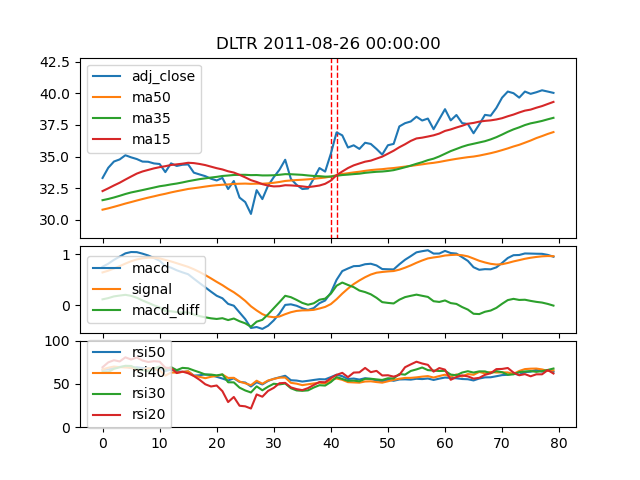 DLTR 2011-08-26 00:00:00
42.5
40.0
37.5
35.0
32.5
30.0
adj_close
ma50
ma35
ma15
1
0
macd
signal
macd_diff
100
50
0
rsi50
rsi40
rsi30
rsi20
0 10 20 30 40 50 60 70 80